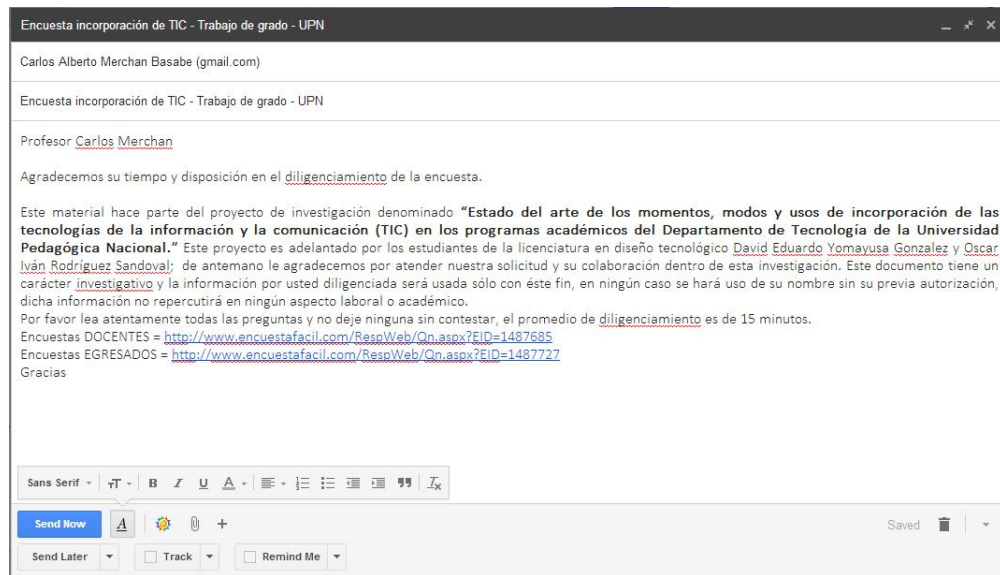 Encuesta incorporación de TIC - Trabajo de grado - UPN
Carlos Alberto Merchan Basabe (gmail.com)
Encuesta incorporación de TIC - Trabajo de grado - UPN
Profesor Carlos Merchan
Agradecemos su tiempo y disposición en el diligenciamiento de la encuesta.
Este material hace parte del proyecto de investigación denominado “Estado del arte de los momentos, modos y usos de incorporación de las
tecnologías de la información y la comunicación (TIC) en los programas académicos del Departamento de Tecnología de la Universidad
Pedagógica Nacional.” Este proyecto es adelantado por los estudiantes de la licenciatura en diseño tecnológico David Eduardo Yomayusa Gonzalez y Oscar
Iván Rodríguez Sandoval; de antemano le agradecemos por atender nuestra solicitud y su colaboración dentro de esta investigación. Este documento tiene un
carácter investigativo y la información por usted diligenciada será usada sólo con éste fin, en ningún caso se hará uso de su nombre sin su previa autorización,
dicha información no repercutirá en ningún aspecto laboral o académico.
Por favor lea atentamente todas las preguntas y no deje ninguna sin contestar, el promedio de diligenciamiento es de 15 minutos.
Encuestas DOCENTES = http://www.encuestafacil.com/RespWeb/Qn.aspx?EID=1487685
Encuestas EGRESADOS = http://www.encuestafacil.com/RespWeb/Qn.aspx?EID=1487727
Gracias
Sans Serif
Send Now
Saved
Send Later Track Remind Me